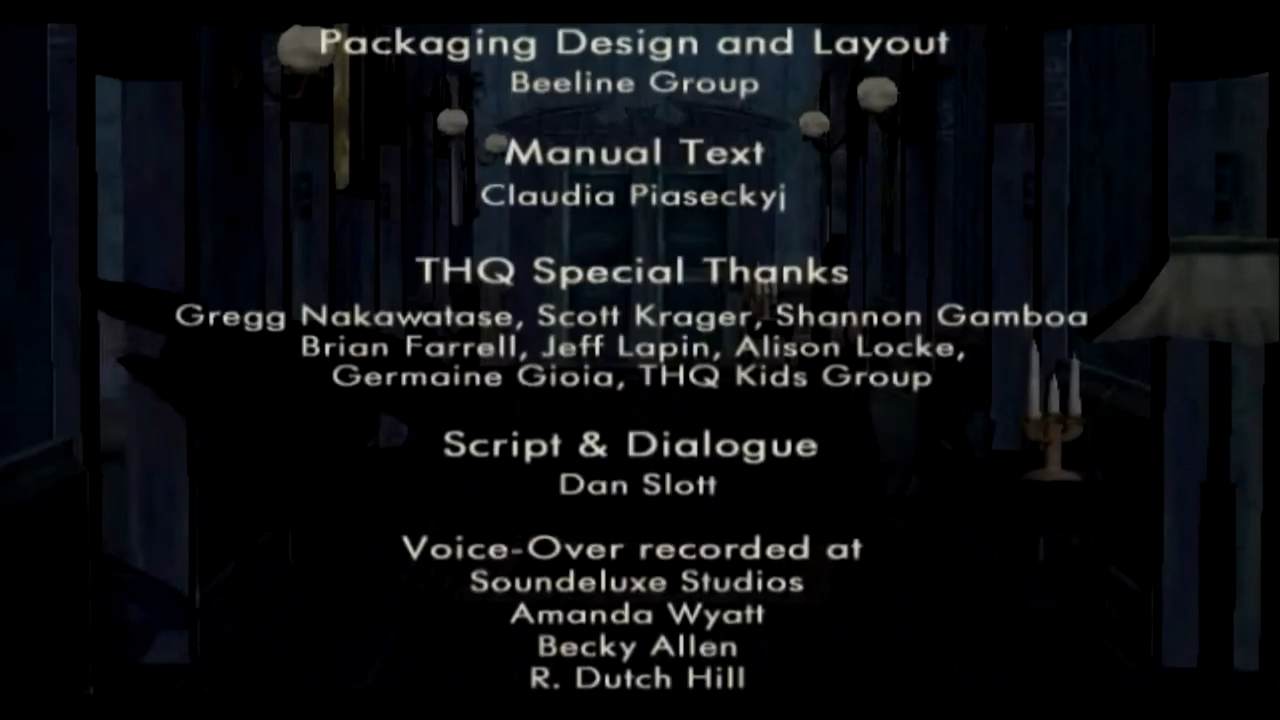 Packaging Design and Layout
Beeline Group
Manual Text
Claudia Piaseckyj
THQ Special Thanks
Gregg Nakawatase, Scott Krager, Shannon Gamboa
Brian Farrell, Jeff Lapin, Alison Locke,
Germaine Gioia, THQ Kids Group
Script & Dialogue
Dan Slott
Voice-Over recorded at
Soundeluxe Studios
Amanda Wyatt
Becky Allen
R. Dutch Hill